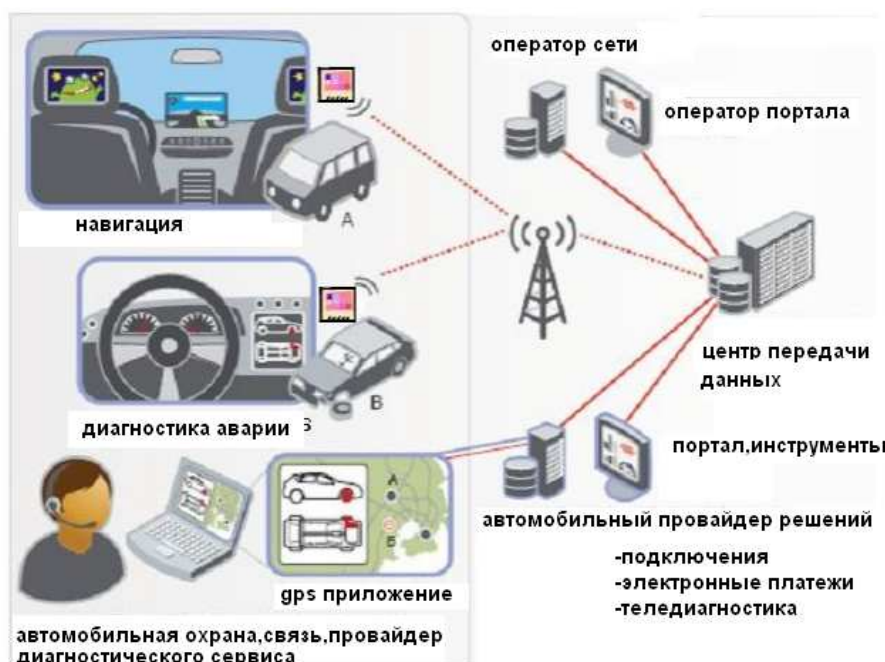 оператор сети
оператор портала
навигация
A
диагностика аварии
s
B
центр передачи
данных
портал,инструменты
автомобильный провайдер решений
-подключения
-электронные платежи
-теледиагностика
A
B
gps приложение
автомобильная охрана,связь,провайдер
диагностического сервиса